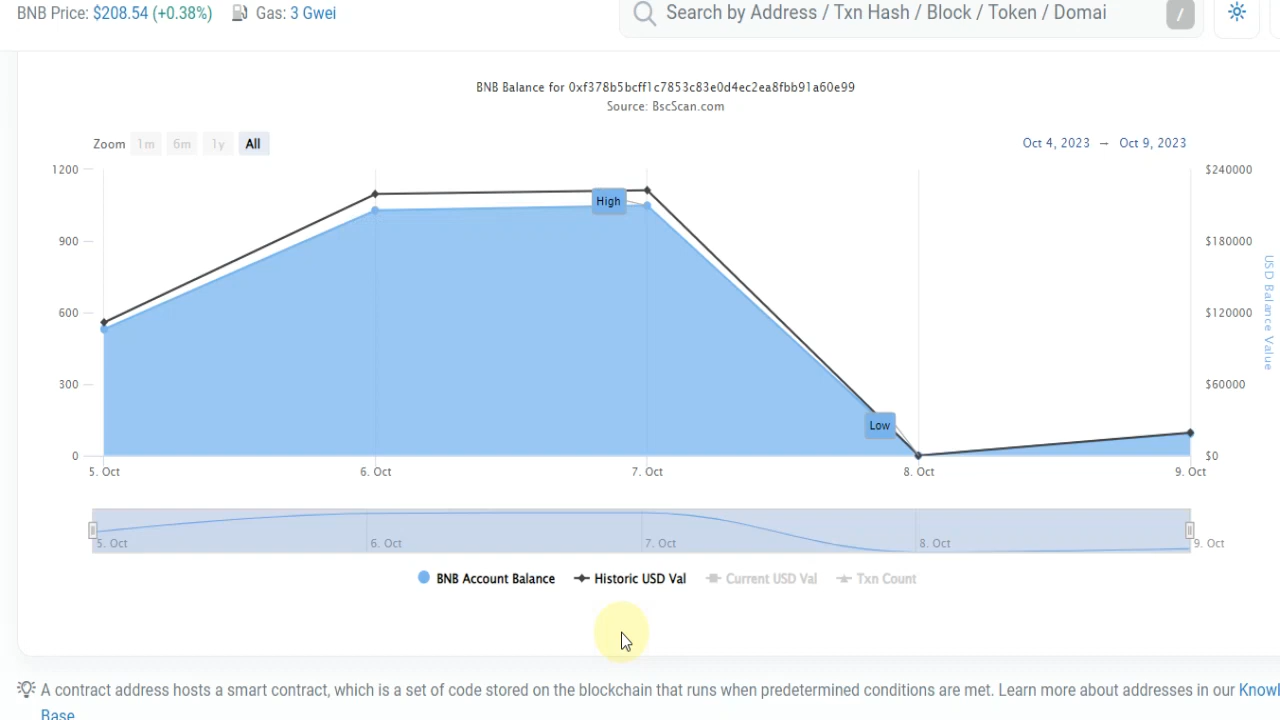 BNB Price: $208.54 (+0.38%) Gas: 3 Gwei
Search by Address / Txn Hash / Block / Token / Domai /
BNB Balance for 0xf378b5bcff1c7853c83e0d4ec2ea8fbb91a60e99
Source: BscScan.com
Zoom 1m 6m 1y All Oct 4, 2023 → Oct 9, 2023
1200 $240000
High
900 $180000
600 $120000
300 $60000
Low
0 $0
USD Balance Value
5. Oct 6. Oct 7. Oct 8. Oct 9. Oct
5. Oct 6. Oct 7. Oct 8. Oct 9. Oct
BNB Account Balance Historic USD Val Current USD Val Txn Count
A contract address hosts a smart contract, which is a set of code stored on the blockchain that runs when predetermined conditions are met. Learn more about addresses in our Knowl
Base